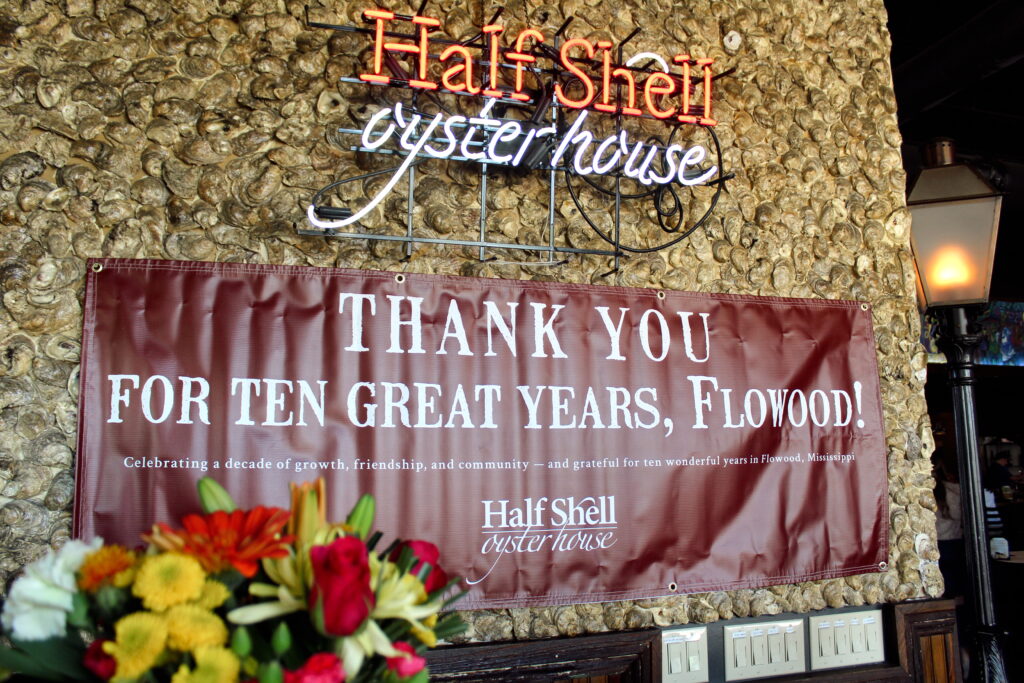 Half Shell
oyster house
THANK YOU
FOR TEN GREAT YEARS, FLOWOOD!
Celebrating a decade of growth, friendship, and community — and grateful for ten wonderful years in Flowood, Mississippi
Half Shell
oyster house